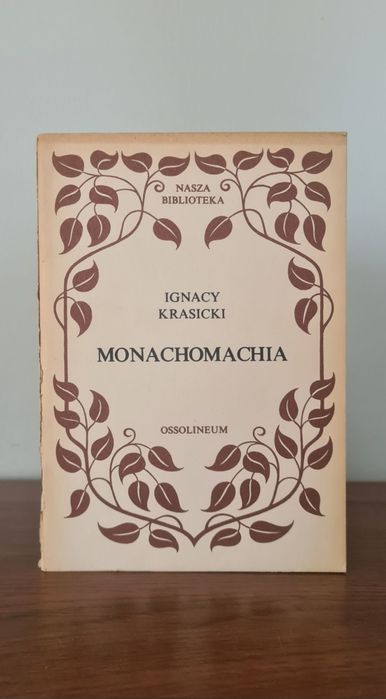 NASZA
BIBLIOTEKA
IGNACY
KRASICKI
MONACHOMACHIA
OSSOLINEUM